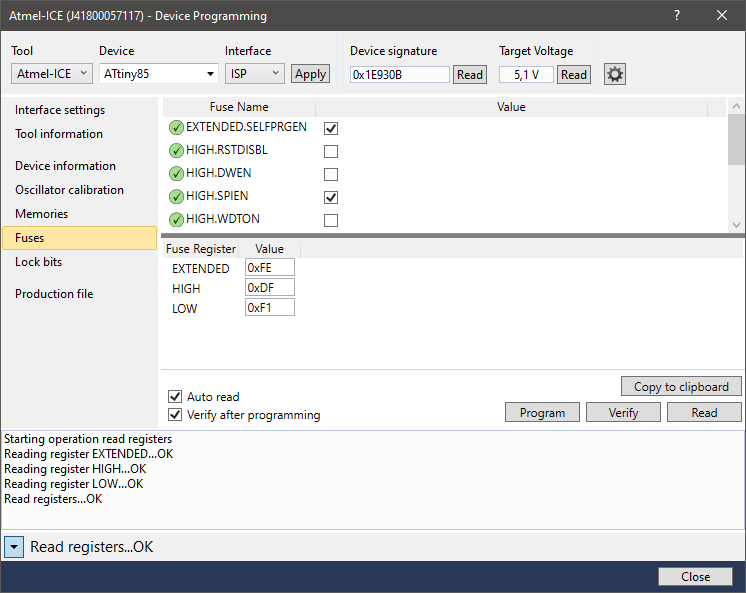 Atmel-ICE (J41800057117) - Device Programming
Tool
Device
Interface
Device signature
Target Voltage
Atmel-ICE
ATtiny85
ISP
Apply
0x1E930B
Read
5,1 V
Read
Interface settings
Tool information
Device information
Oscillator calibration
Memories
Fuses
Lock bits
Production file
Fuse Name
Value
EXTENDED.SELFPRGEN
HIGH.RSTDISBL
HIGH.DWEN
HIGH.SPIEN
HIGH.WDTON
Fuse Register
Value
EXTENDED
0xFE
HIGH
0xDF
LOW
0xF1
Copy to clipboard
Auto read
Verify after programming
Program
Verify
Read
Starting operation read registers
Reading register EXTENDED...OK
Reading register HIGH...OK
Reading register LOW...OK
Read registers...OK
Read registers...OK
Close